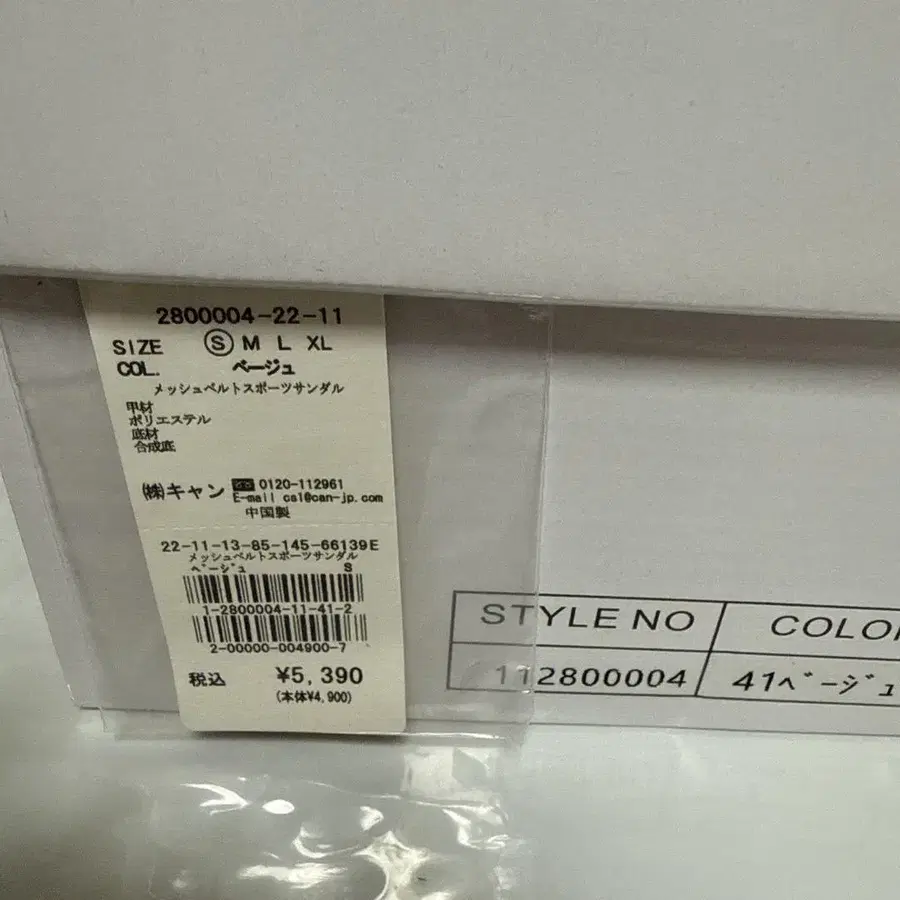 2800004-22-11
SIZE Ⓢ M L XL
COL. ベージュ
メッシュベルトスポーツサンダル
甲材
ポリエステル
底材
合成底
㈱キャン 0120-112961
E-mail csl@can-jp.com
中国製
22-11-13-85-145-66139E
メッシュベルトスポーツサンダル
ベージュ S
1-2800004-11-41-2
2-00000-004900-7
税込 ¥5,390
(本体¥4,900)
STYLE NO
112800004 41ベージュ